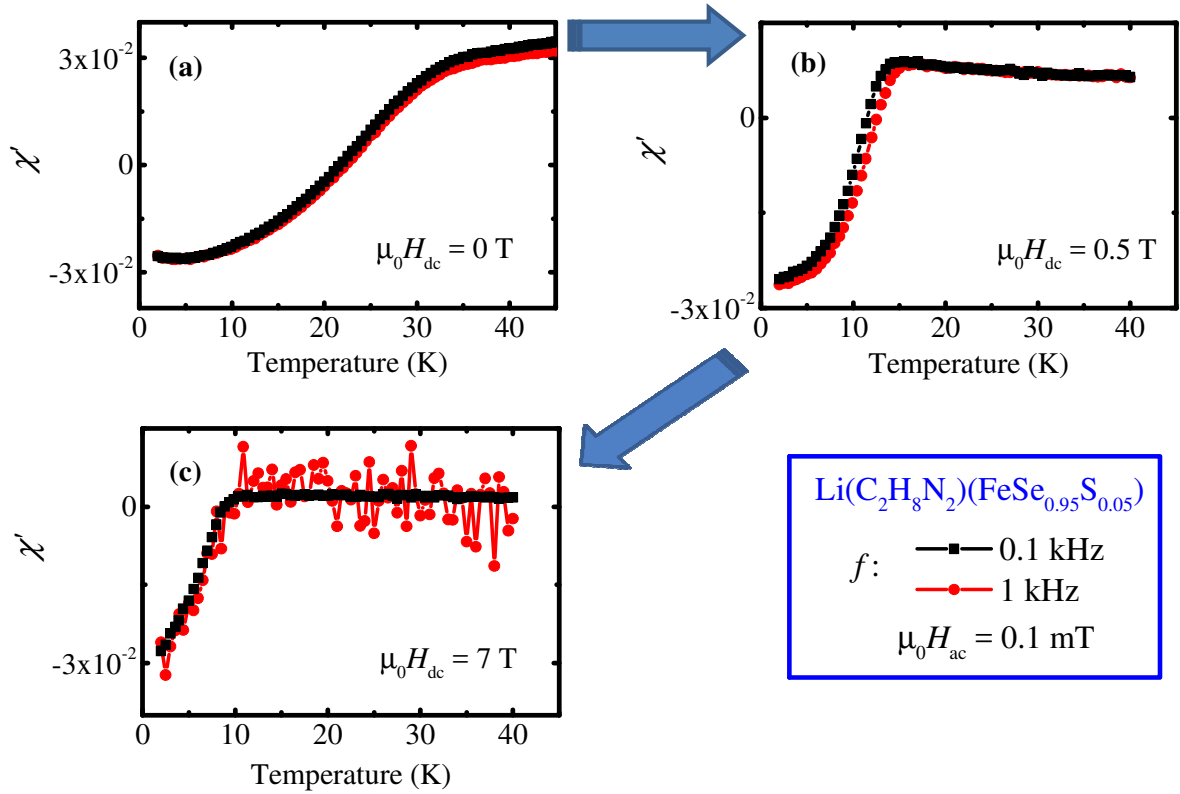 (a)
χ′
3x10⁻²
0
-3x10⁻²
μ₀H_dc = 0 T
0 10 20 30 40
Temperature (K)
(b)
χ′
0
-3x10⁻²
μ₀H_dc = 0.5 T
0 10 20 30 40
Temperature (K)
(c)
χ′
0
-3x10⁻²
μ₀H_dc = 7 T
0 10 20 30 40
Temperature (K)
Li(C₂H₈N₂)(FeSe₀.₉₅S₀.₀₅)
f: 0.1 kHz
1 kHz
μ₀H_ac = 0.1 mT